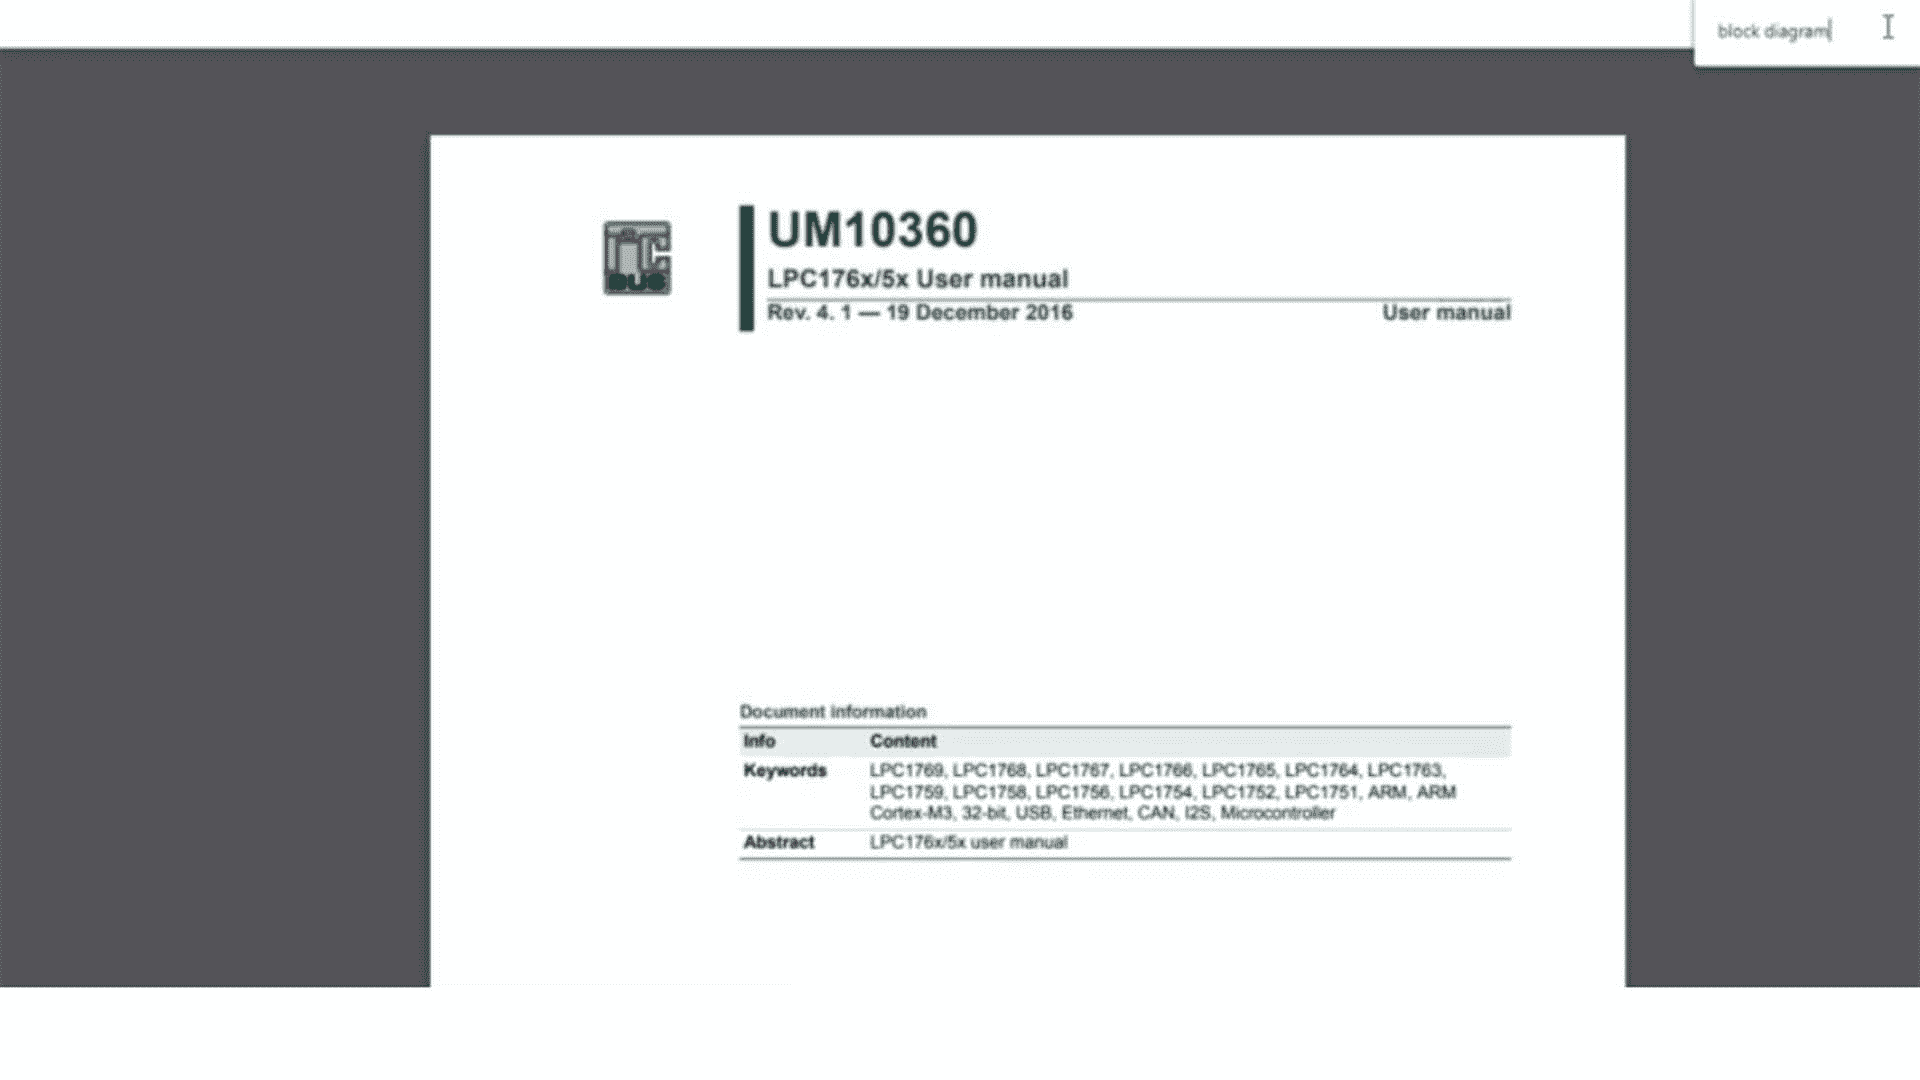 block diagram
UM10360
LPC176x/5x User manual
Rev. 4. 1 — 19 December 2016 User manual
BUS
Document information
Info Content
Keywords LPC1769, LPC1768, LPC1767, LPC1766, LPC1765, LPC1764, LPC1763,
LPC1759, LPC1758, LPC1756, LPC1754, LPC1752, LPC1751, ARM, ARM
Cortex-M3, 32-bit, USB, Ethernet, CAN, I2S, Microcontroller
Abstract LPC176x/5x user manual